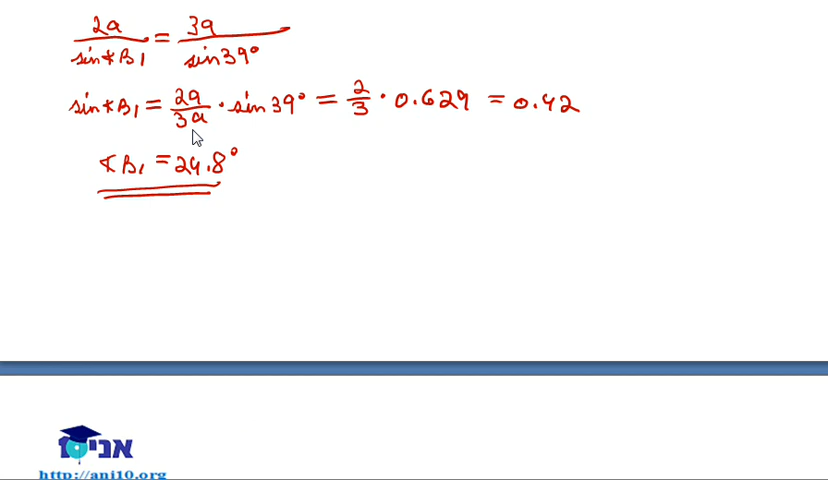 2a/sin∢B₁ = 3a/sin39°
sin∢B₁ = 2a/3a · sin39° = 2/3 · 0.629 = 0.42
∢B₁ = 24.8°
אני10
http://ani10.org